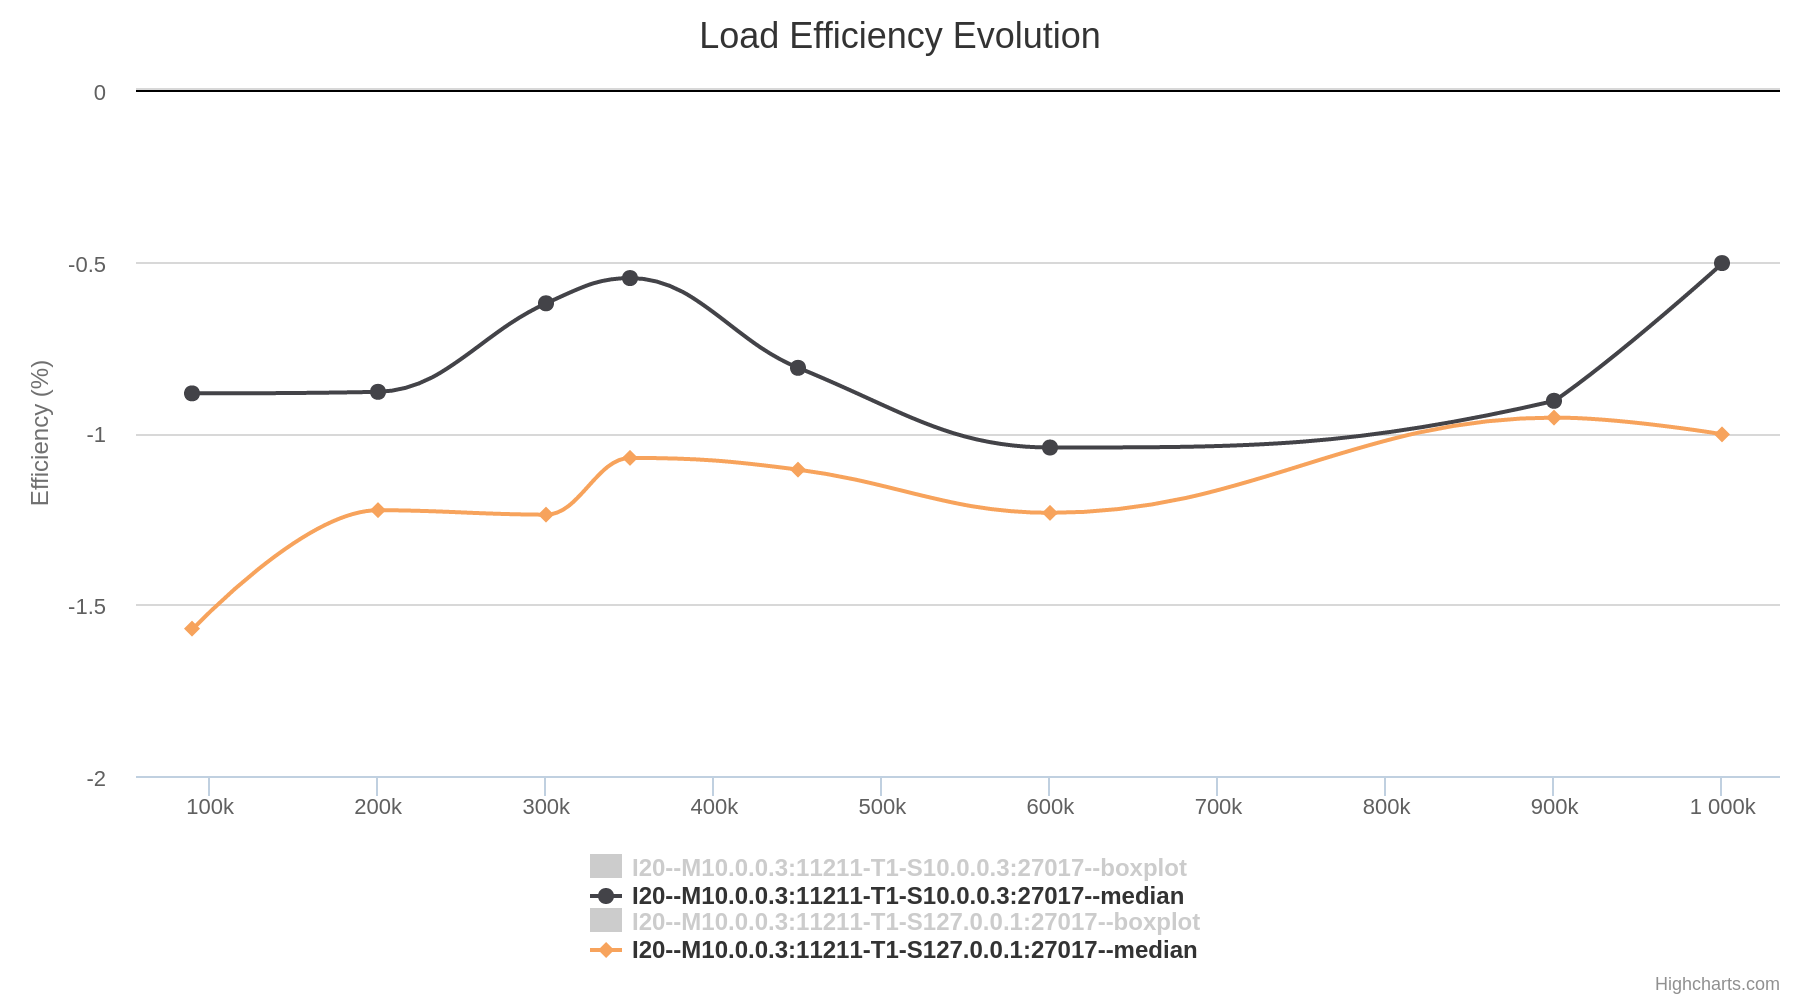 Load Efficiency Evolution
0
-0.5
-1
-1.5
-2
Efficiency (%)
100k 200k 300k 400k 500k 600k 700k 800k 900k 1 000k
I20--M10.0.0.3:11211-T1-S10.0.0.3:27017--boxplot
I20--M10.0.0.3:11211-T1-S10.0.0.3:27017--median
I20--M10.0.0.3:11211-T1-S127.0.0.1:27017--boxplot
I20--M10.0.0.3:11211-T1-S127.0.0.1:27017--median
Highcharts.com